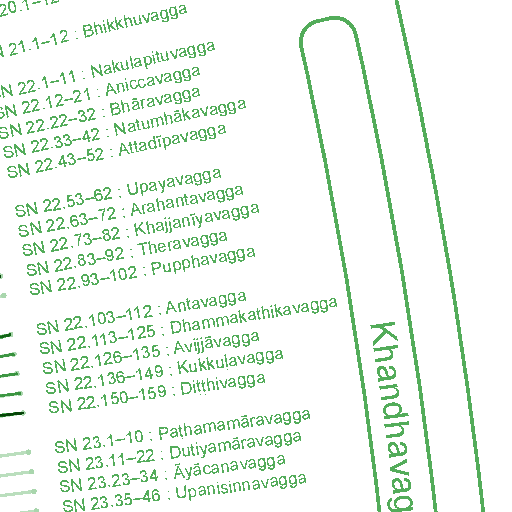 20.1–12
SN 21.1–12 : Bhikkhuvagga
SN 22.1–11 : Nakulapituvagga
SN 22.12–21 : Aniccavagga
SN 22.22–32 : Bhāravagga
SN 22.33–42 : Natumhākavagga
SN 22.43–52 : Attadīpavagga
SN 22.53–62 : Upayavagga
SN 22.63–72 : Arahantavagga
SN 22.73–82 : Khajjanīyavagga
SN 22.83–92 : Theravagga
SN 22.93–102 : Pupphavagga
SN 22.103–112 : Antavagga
SN 22.113–125 : Dhammakathikavagga
SN 22.126–135 : Avijjāvagga
SN 22.136–149 : Kukkulavagga
SN 22.150–159 : Diṭṭhivagga
SN 23.1–10 : Paṭhamamāravagga
SN 23.11–22 : Dutiyamāravagga
SN 23.23–34 : Āyācanavagga
SN 23.35–46 : Upanisinnavagga
Khandhavag